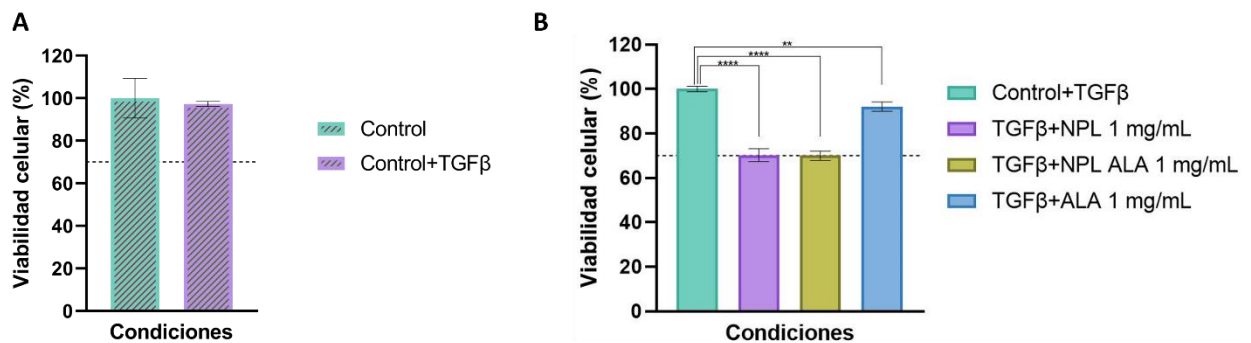 A
Viabilidad celular (%)
120
100
80
60
40
20
0
Condiciones
Control
Control+TGFβ
B
Viabilidad celular (%)
120
100
80
60
40
20
0
**
****
****
Condiciones
Control+TGFβ
TGFβ+NPL 1 mg/mL
TGFβ+NPL ALA 1 mg/mL
TGFβ+ALA 1 mg/mL